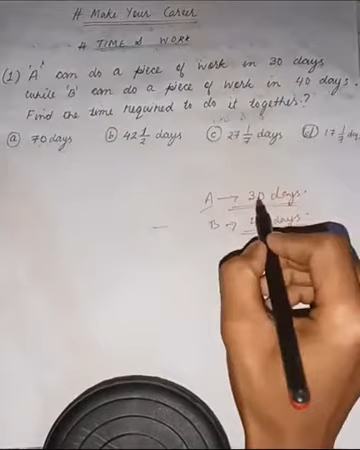 # Make Your Career
# TIME & WORK
(1) 'A' can do a piece of work in 30 days
while 'B' can do a piece of work in 40 days.
Find the time required to do it together.?
(a) 70 days (b) 42 1/2 days (c) 27 1/7 days (d) 17 1/7 day
A → 30 days.
B → days.